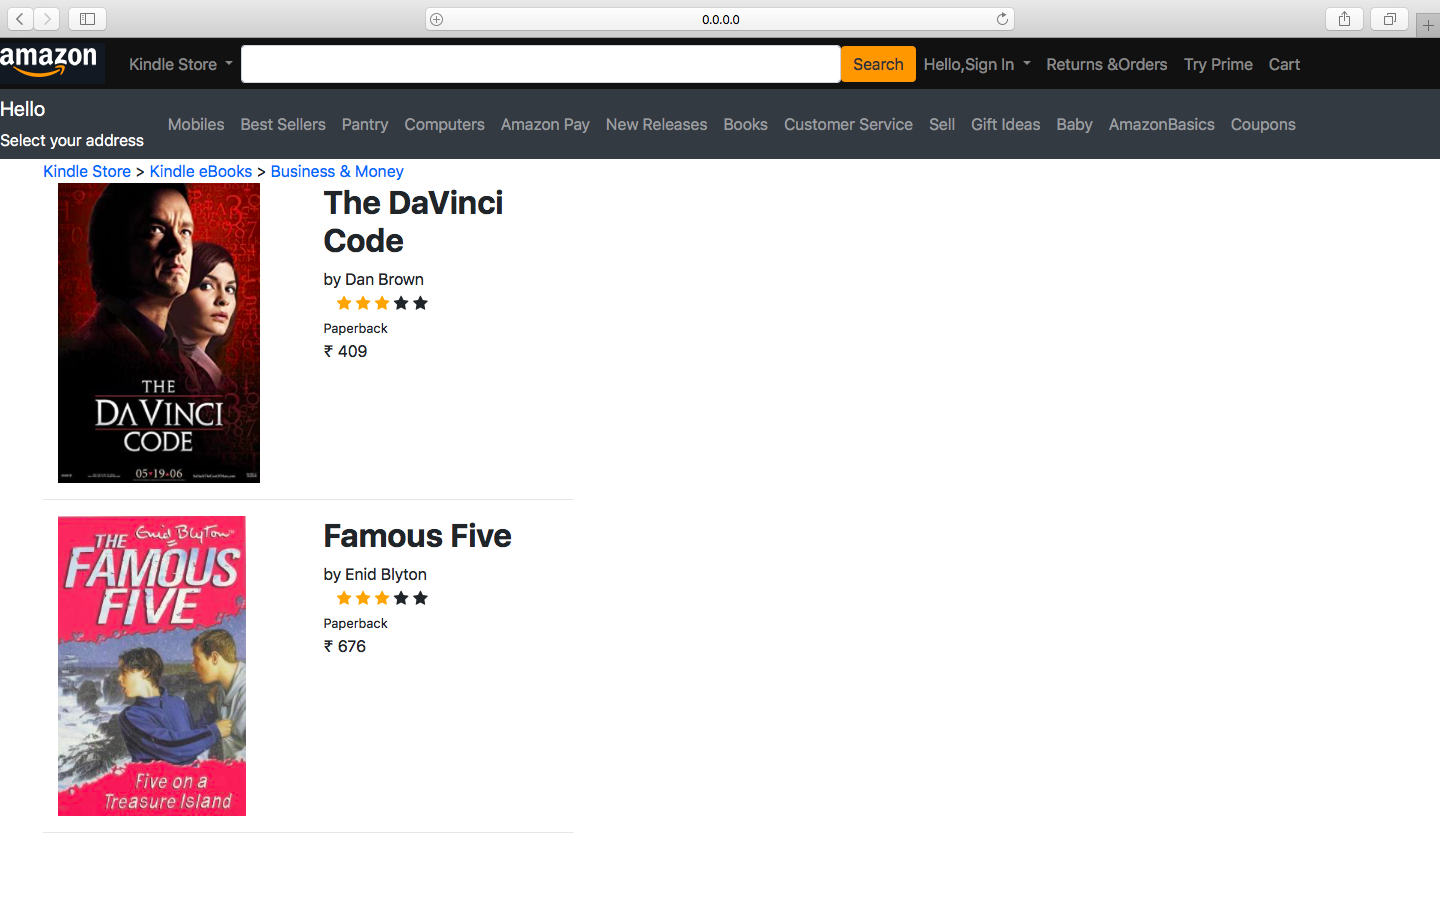 0.0.0.0
amazon
Kindle Store
Search
Hello,Sign In
Returns &Orders
Try Prime
Cart
Hello
Select your address
Mobiles
Best Sellers
Pantry
Computers
Amazon Pay
New Releases
Books
Customer Service
Sell
Gift Ideas
Baby
AmazonBasics
Coupons
Kindle Store > Kindle eBooks > Business & Money
THE
DA VINCI
CODE
05·19·06
The DaVinci
Code
by Dan Brown
Paperback
₹ 409
Enid Blyton
THE
FAMOUS
FIVE
Five on a
Treasure Island
Famous Five
by Enid Blyton
Paperback
₹ 676